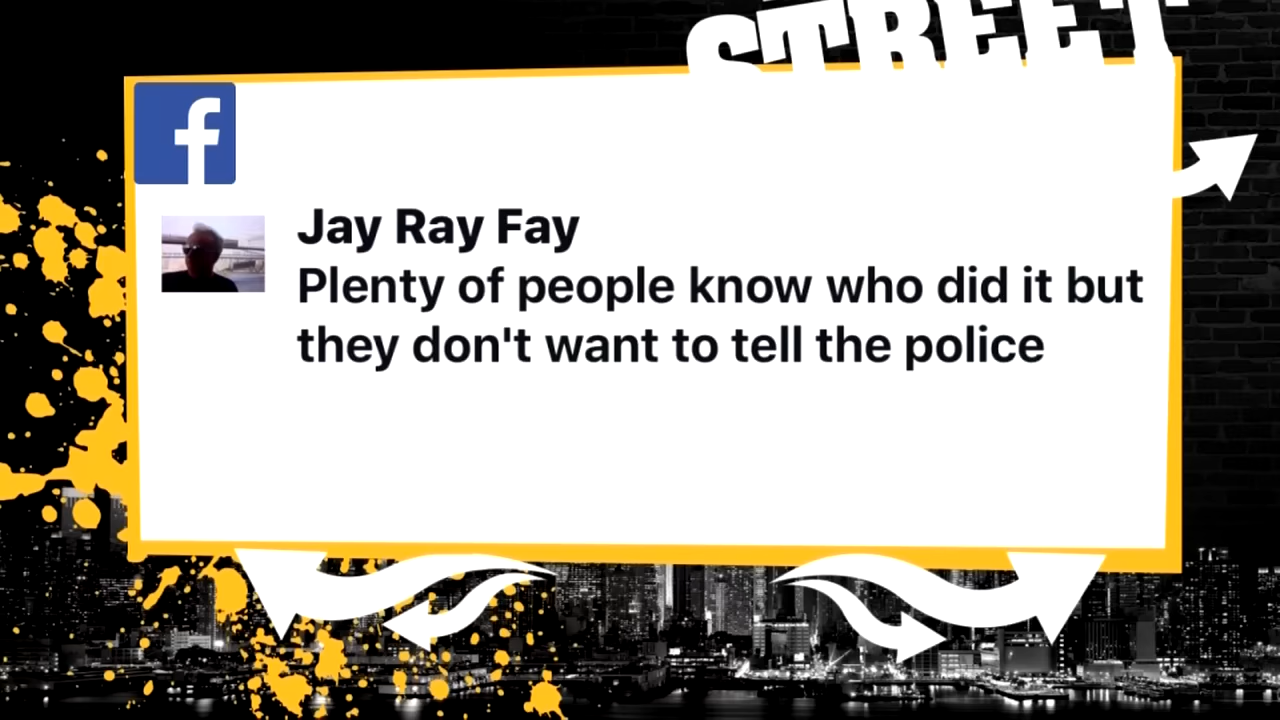 STREET
Jay Ray Fay
Plenty of people know who did it but
they don't want to tell the police